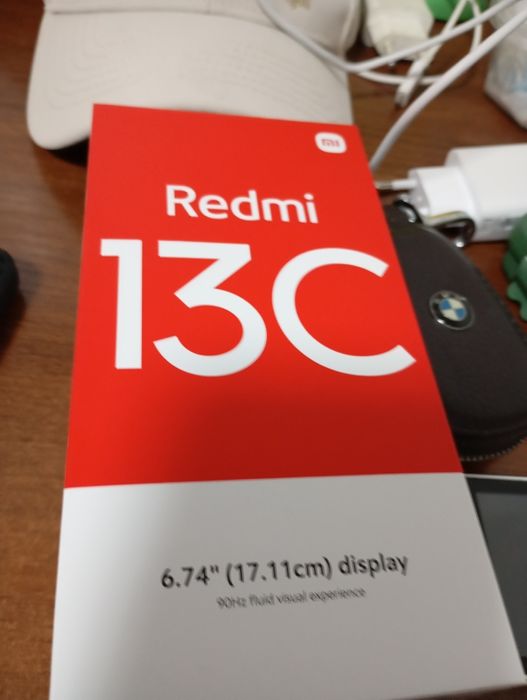 mi
Redmi
13C
6.74" (17.11cm) display
90Hz fluid visual experience